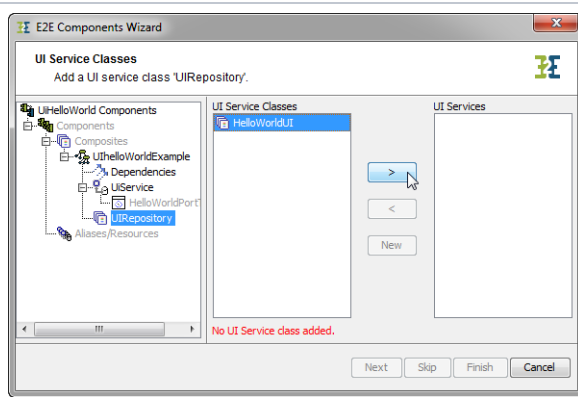 E2E Components Wizard
UI Service Classes
Add a UI service class 'UIRepository'.
UiHelloWorld Components
Components
Composites
UIhelloWorldExample
Dependencies
UiService
HelloWorldPortT
UIRepository
Aliases/Resources
UI Service Classes
HelloWorldUI
No UI Service class added.
>
<
New
UI Services
Next
Skip
Finish
Cancel